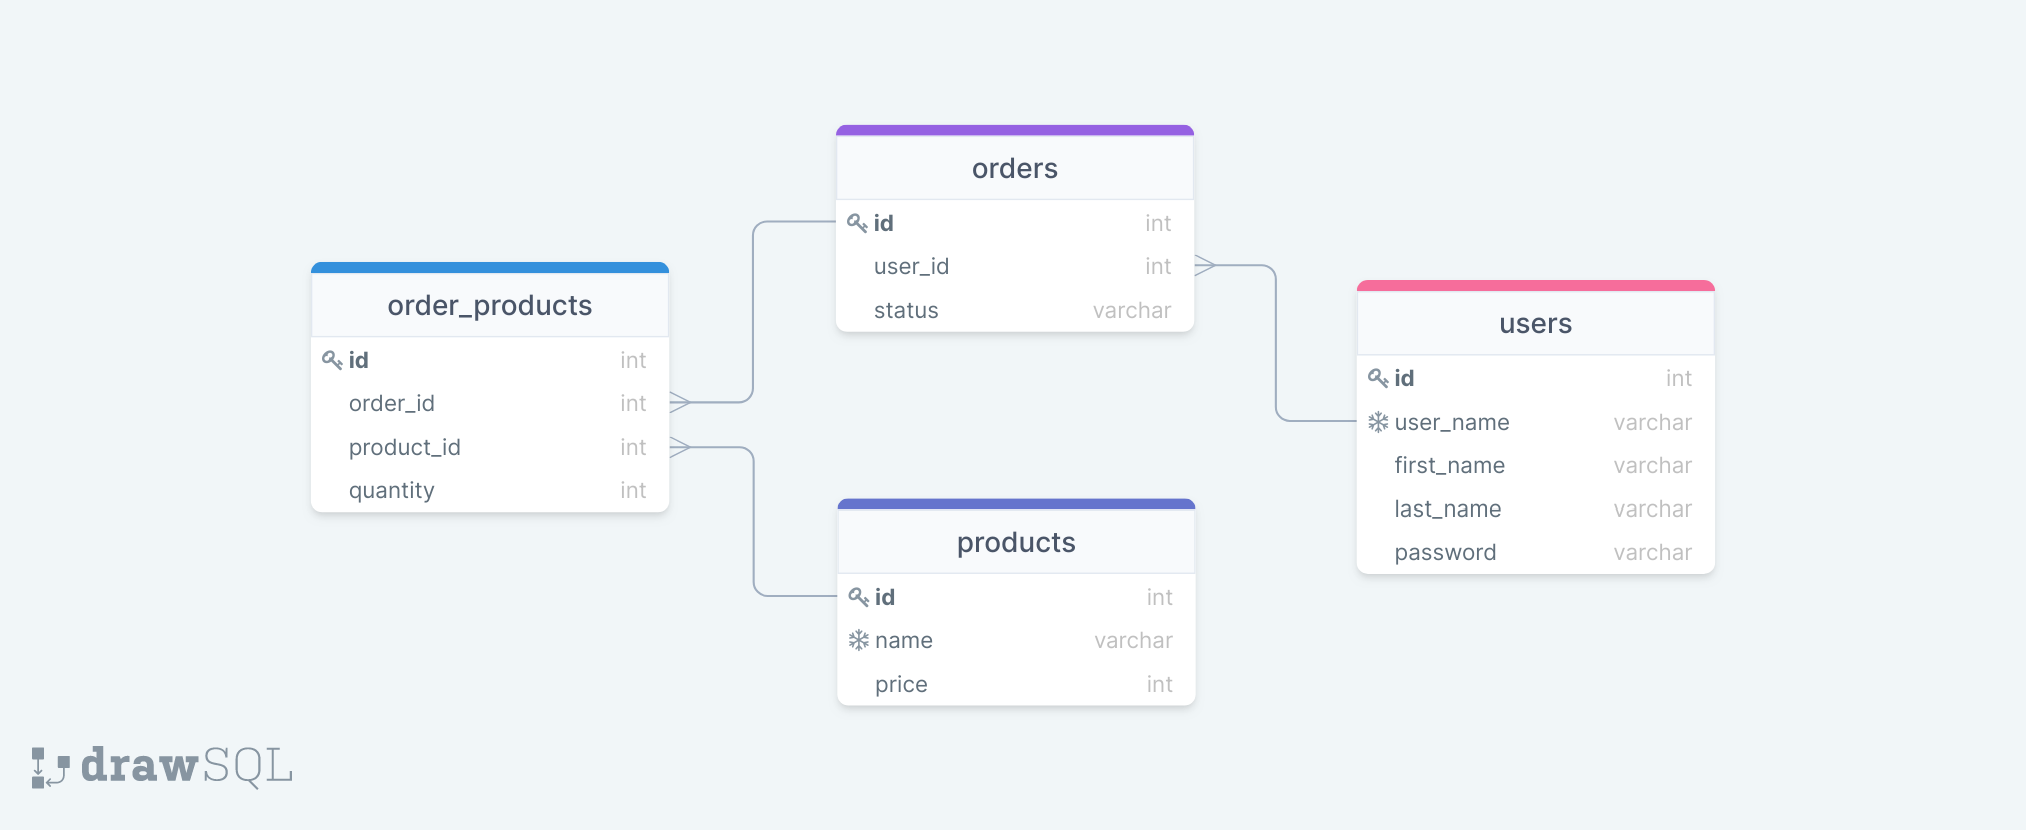 orders
id int
user_id int
status varchar
order_products
id int
order_id int
product_id int
quantity int
users
id int
user_name varchar
first_name varchar
last_name varchar
password varchar
products
id int
name varchar
price int
drawSQL